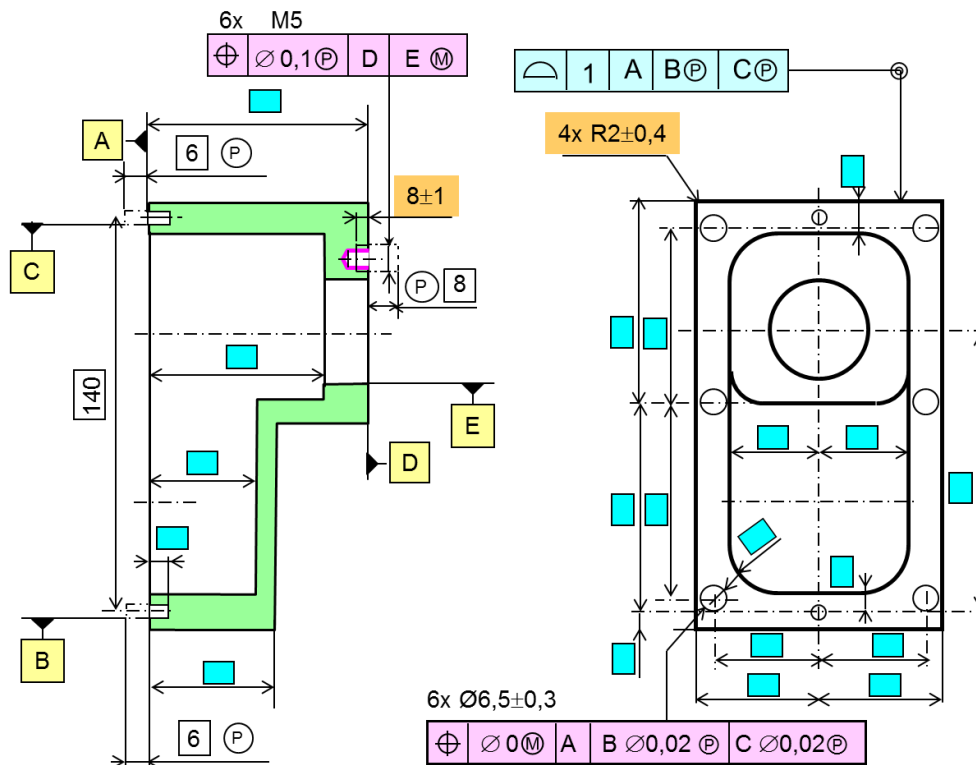 6x M5
⌖ ∅ 0,1Ⓟ D E Ⓜ
⌓ 1 A BⓅ CⓅ
A
6 Ⓟ
4x R2±0,4
8±1
C
Ⓟ 8
140
E
D
B
6 Ⓟ
6x Ø6,5±0,3
⌖ ∅ 0Ⓜ A B ∅0,02 Ⓟ C ∅0,02Ⓟ